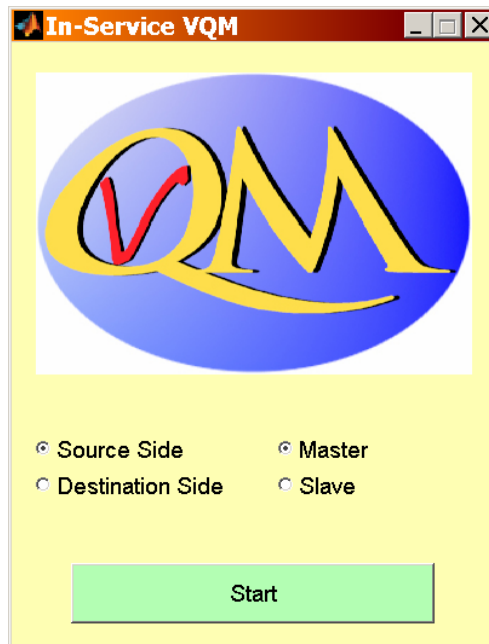 In-Service VQM
VQM
Source Side
Master
Destination Side
Slave
Start